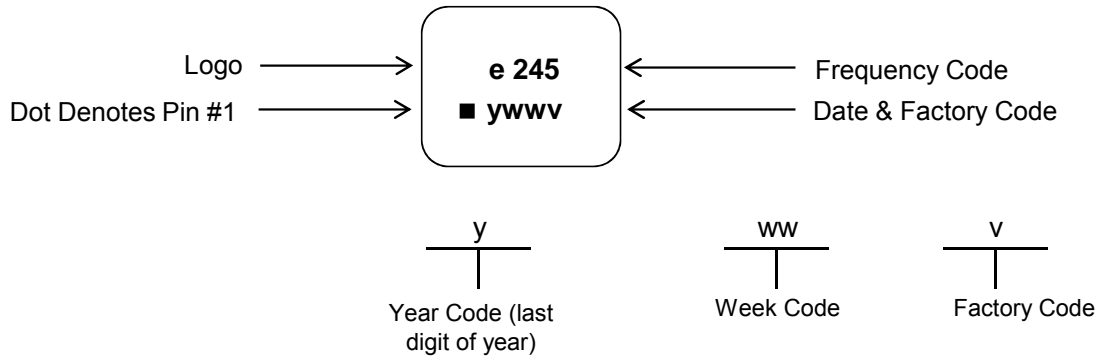 Logo
e 245
Frequency Code
Dot Denotes Pin #1
■ ywwv
Date & Factory Code
y
ww
v
Year Code (last
digit of year)
Week Code
Factory Code